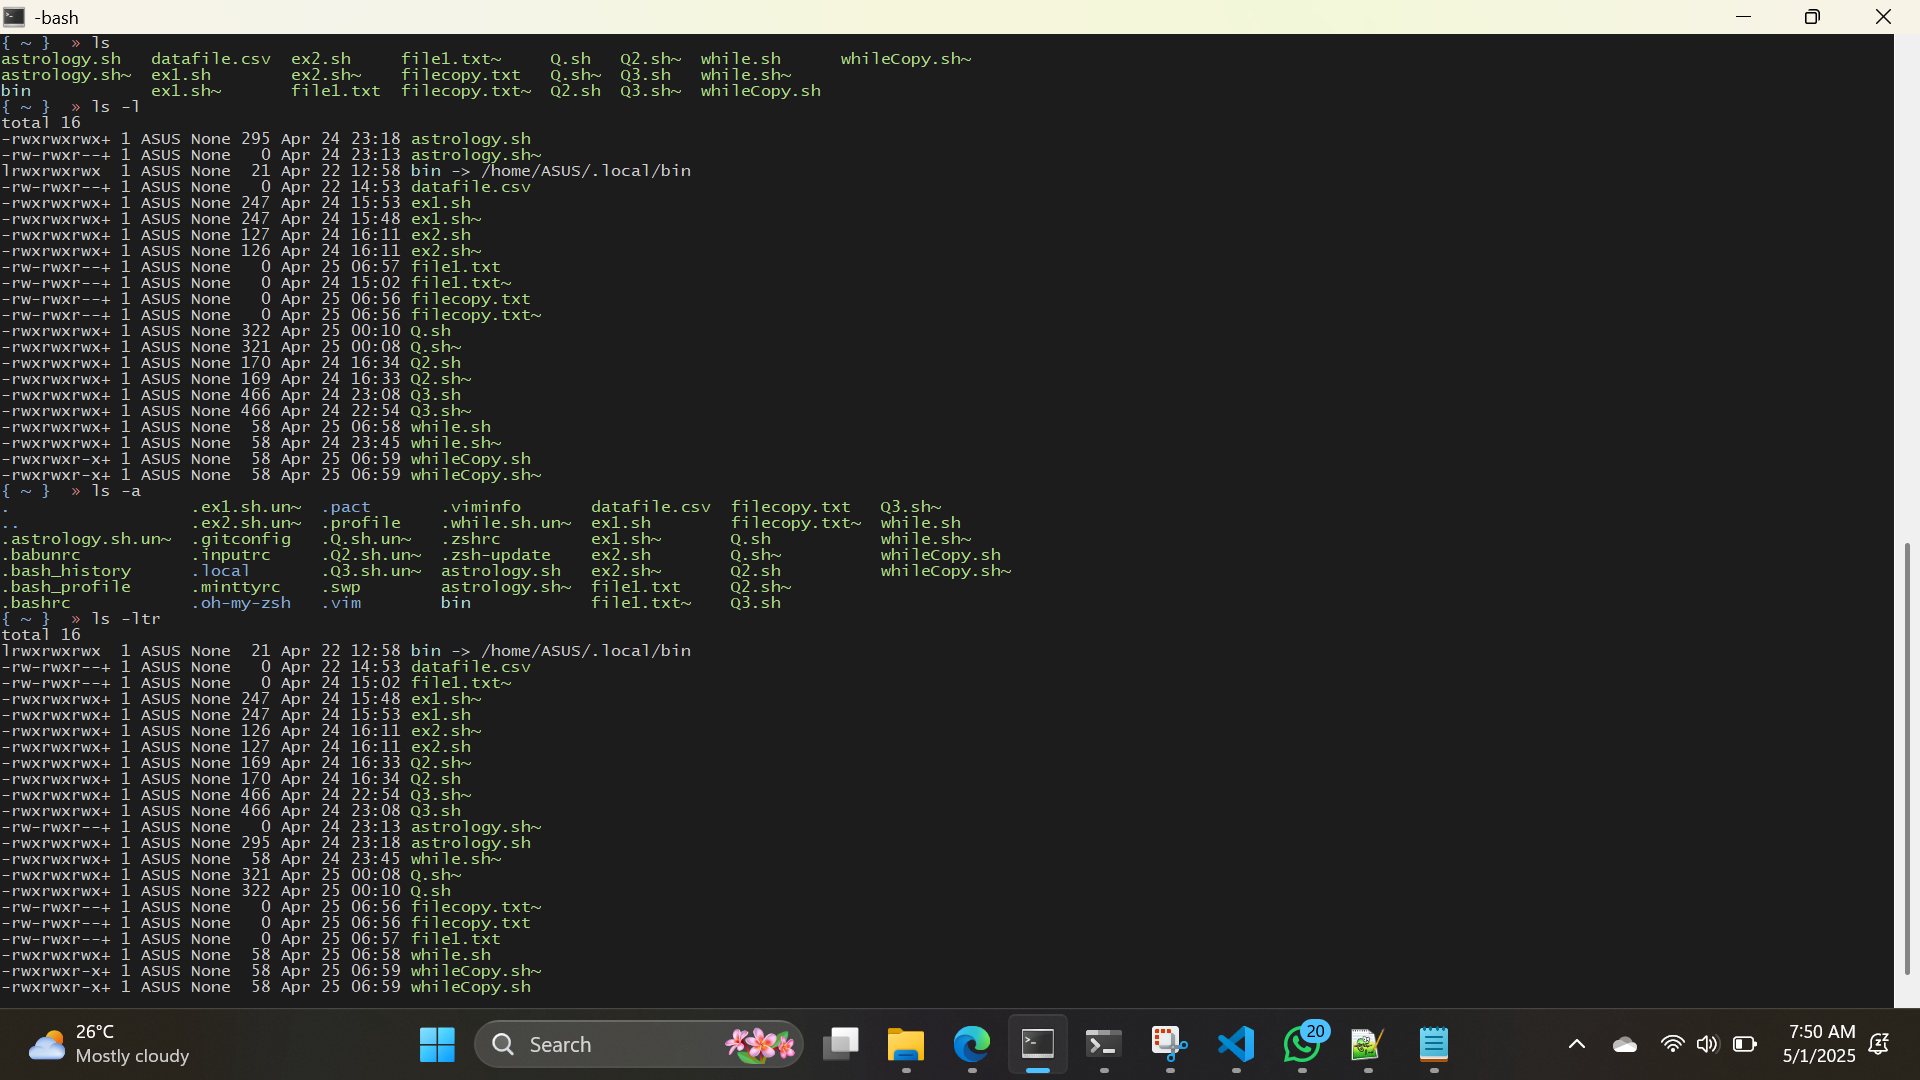 -bash
{ ~ }  » ls
astrology.sh   datafile.csv  ex2.sh     file1.txt~    Q.sh   Q2.sh~  while.sh      whileCopy.sh~
astrology.sh~  ex1.sh        ex2.sh~    filecopy.txt   Q.sh~  Q3.sh   while.sh~
bin            ex1.sh~       file1.txt  filecopy.txt~  Q2.sh  Q3.sh~  whileCopy.sh
{ ~ }  » ls -l
total 16
-rwxrwxrwx+ 1 ASUS None 295 Apr 24 23:18 astrology.sh
-rw-rwxr--+ 1 ASUS None   0 Apr 24 23:13 astrology.sh~
lrwxrwxrwx  1 ASUS None  21 Apr 22 12:58 bin -> /home/ASUS/.local/bin
-rw-rwxr--+ 1 ASUS None   0 Apr 22 14:53 datafile.csv
-rwxrwxrwx+ 1 ASUS None 247 Apr 24 15:53 ex1.sh
-rwxrwxrwx+ 1 ASUS None 247 Apr 24 15:48 ex1.sh~
-rwxrwxrwx+ 1 ASUS None 127 Apr 24 16:11 ex2.sh
-rwxrwxrwx+ 1 ASUS None 126 Apr 24 16:11 ex2.sh~
-rw-rwxr--+ 1 ASUS None   0 Apr 25 06:57 file1.txt
-rw-rwxr--+ 1 ASUS None   0 Apr 24 15:02 file1.txt~
-rw-rwxr--+ 1 ASUS None   0 Apr 25 06:56 filecopy.txt
-rw-rwxr--+ 1 ASUS None   0 Apr 25 06:56 filecopy.txt~
-rwxrwxrwx+ 1 ASUS None 322 Apr 25 00:10 Q.sh
-rwxrwxrwx+ 1 ASUS None 321 Apr 25 00:08 Q.sh~
-rwxrwxrwx+ 1 ASUS None 170 Apr 24 16:34 Q2.sh
-rwxrwxrwx+ 1 ASUS None 169 Apr 24 16:33 Q2.sh~
-rwxrwxrwx+ 1 ASUS None 466 Apr 24 23:08 Q3.sh
-rwxrwxrwx+ 1 ASUS None 466 Apr 24 22:54 Q3.sh~
-rwxrwxrwx+ 1 ASUS None  58 Apr 25 06:58 while.sh
-rwxrwxrwx+ 1 ASUS None  58 Apr 24 23:45 while.sh~
-rwxrwxr-x+ 1 ASUS None  58 Apr 25 06:59 whileCopy.sh
-rwxrwxr-x+ 1 ASUS None  58 Apr 25 06:59 whileCopy.sh~
{ ~ }  » ls -a
.                  .ex1.sh.un~  .pact       .viminfo       datafile.csv  filecopy.txt   Q3.sh~
..                 .ex2.sh.un~  .profile    .while.sh.un~  ex1.sh        filecopy.txt~  while.sh
.astrology.sh.un~  .gitconfig   .Q.sh.un~   .zshrc         ex1.sh~       Q.sh           while.sh~
.babunrc           .inputrc     .Q2.sh.un~  .zsh-update    ex2.sh        Q.sh~          whileCopy.sh
.bash_history      .local       .Q3.sh.un~  astrology.sh   ex2.sh~       Q2.sh          whileCopy.sh~
.bash_profile      .minttyrc    .swp        astrology.sh~  file1.txt     Q2.sh~
.bashrc            .oh-my-zsh   .vim        bin            file1.txt~    Q3.sh
{ ~ }  » ls -ltr
total 16
lrwxrwxrwx  1 ASUS None  21 Apr 22 12:58 bin -> /home/ASUS/.local/bin
-rw-rwxr--+ 1 ASUS None   0 Apr 22 14:53 datafile.csv
-rw-rwxr--+ 1 ASUS None   0 Apr 24 15:02 file1.txt~
-rwxrwxrwx+ 1 ASUS None 247 Apr 24 15:48 ex1.sh~
-rwxrwxrwx+ 1 ASUS None 247 Apr 24 15:53 ex1.sh
-rwxrwxrwx+ 1 ASUS None 126 Apr 24 16:11 ex2.sh~
-rwxrwxrwx+ 1 ASUS None 127 Apr 24 16:11 ex2.sh
-rwxrwxrwx+ 1 ASUS None 169 Apr 24 16:33 Q2.sh~
-rwxrwxrwx+ 1 ASUS None 170 Apr 24 16:34 Q2.sh
-rwxrwxrwx+ 1 ASUS None 466 Apr 24 22:54 Q3.sh~
-rwxrwxrwx+ 1 ASUS None 466 Apr 24 23:08 Q3.sh
-rw-rwxr--+ 1 ASUS None   0 Apr 24 23:13 astrology.sh~
-rwxrwxrwx+ 1 ASUS None 295 Apr 24 23:18 astrology.sh
-rwxrwxrwx+ 1 ASUS None  58 Apr 24 23:45 while.sh~
-rwxrwxrwx+ 1 ASUS None 321 Apr 25 00:08 Q.sh~
-rwxrwxrwx+ 1 ASUS None 322 Apr 25 00:10 Q.sh
-rw-rwxr--+ 1 ASUS None   0 Apr 25 06:56 filecopy.txt~
-rw-rwxr--+ 1 ASUS None   0 Apr 25 06:56 filecopy.txt
-rw-rwxr--+ 1 ASUS None   0 Apr 25 06:57 file1.txt
-rwxrwxrwx+ 1 ASUS None  58 Apr 25 06:58 while.sh
-rwxrwxr-x+ 1 ASUS None  58 Apr 25 06:59 whileCopy.sh~
-rwxrwxr-x+ 1 ASUS None  58 Apr 25 06:59 whileCopy.sh
26°C
Mostly cloudy
Search
20
7:50 AM
5/1/2025